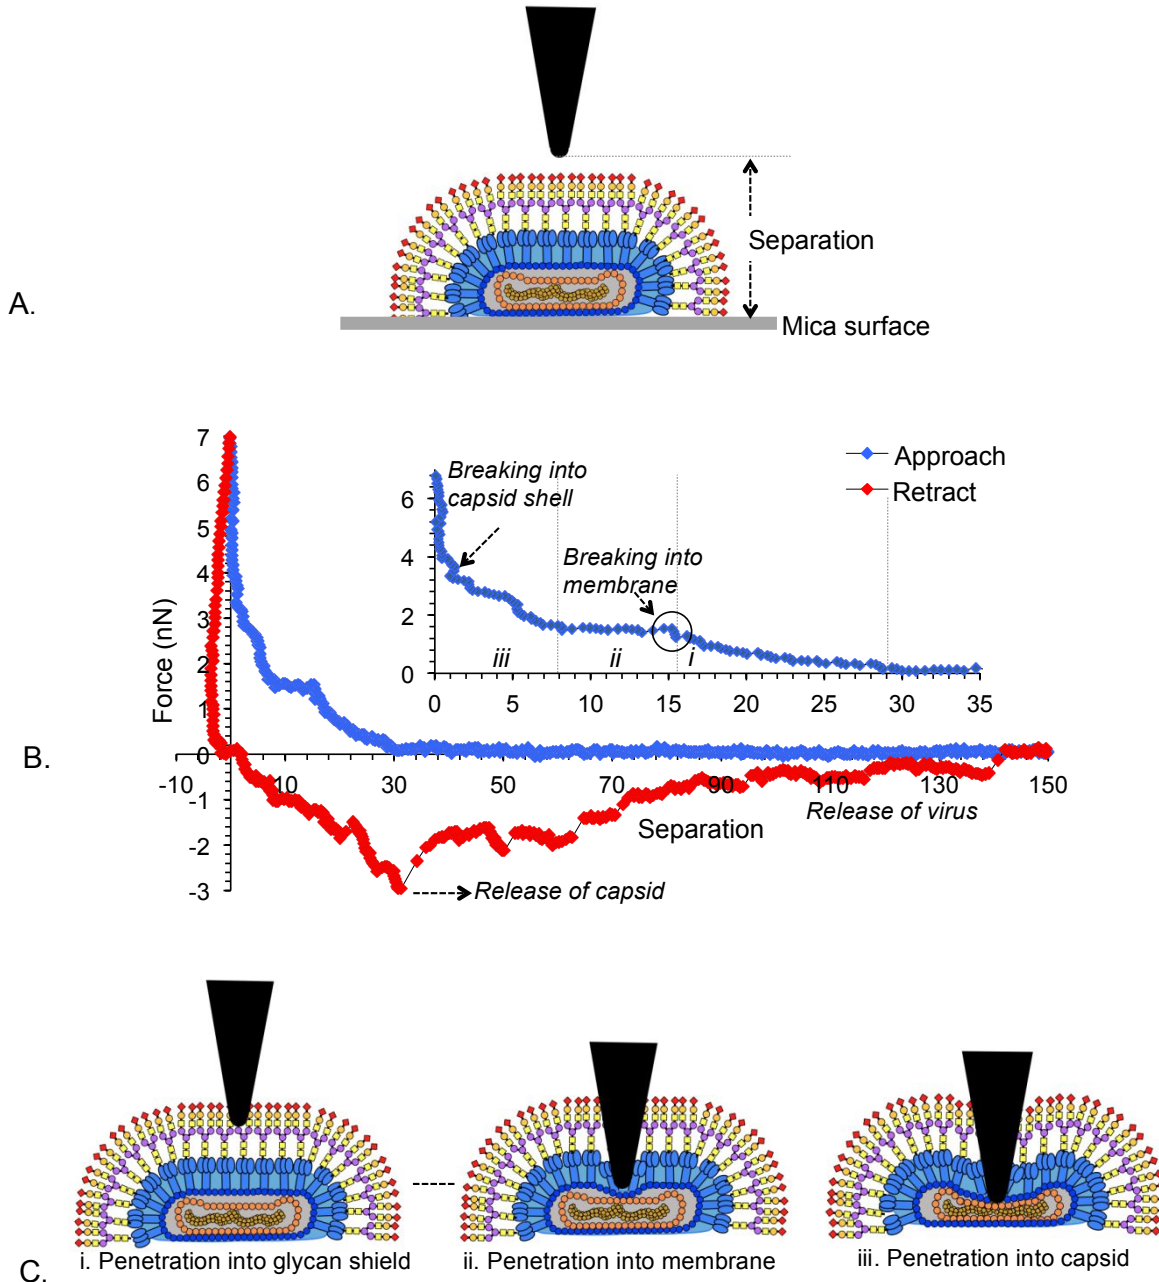 Separation
A.
Mica surface
7
6
5
4
3
2
1
0
-1
-2
-3
Force (nN)
-10
10
30
50
70
90
110
130
150
Separation
Approach
Retract
Breaking into
capsid shell
Breaking into
membrane
6
4
2
0
iii
ii
i
0
5
10
15
20
25
30
35
B.
Release of virus
Release of capsid
i. Penetration into glycan shield
ii. Penetration into membrane
iii. Penetration into capsid
C.